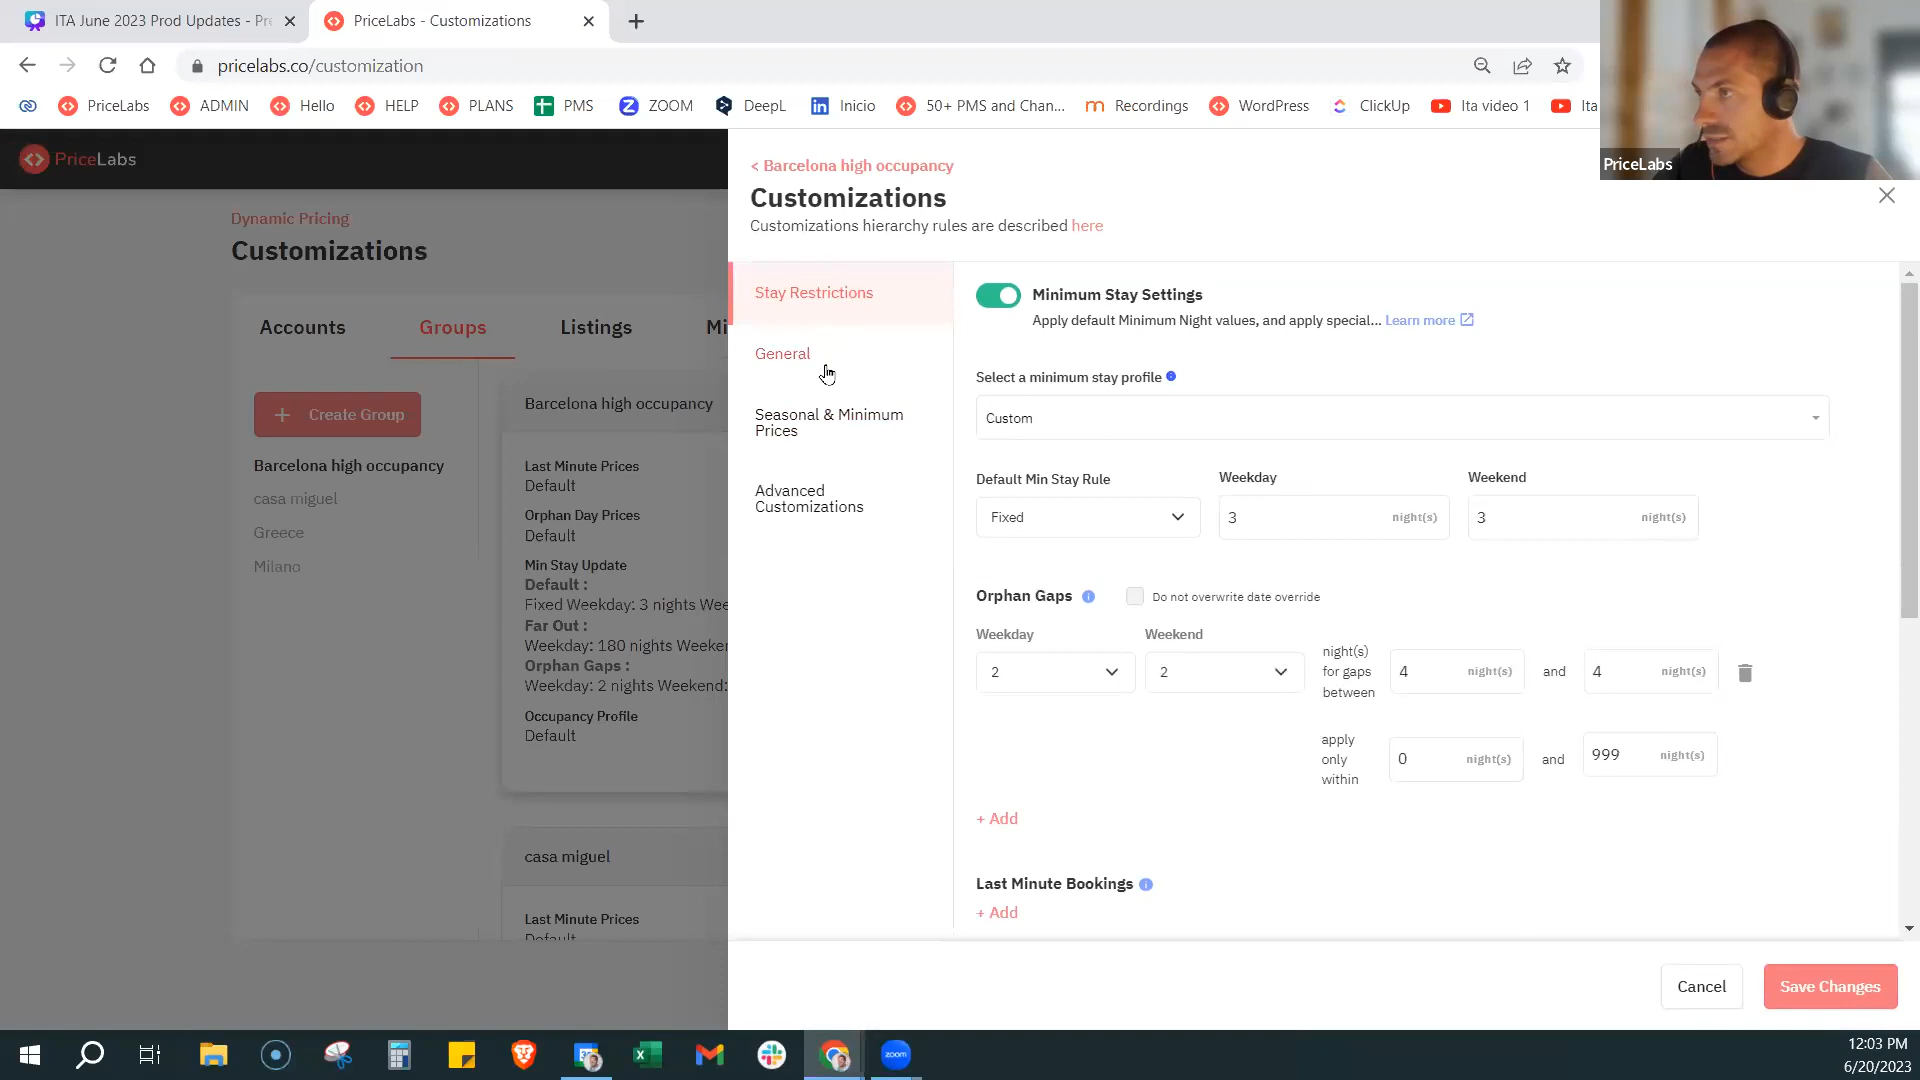 ITA June 2023 Prod Updates - Pre
PriceLabs - Customizations
pricelabs.co/customization
PriceLabs
ADMIN
Hello
HELP
PLANS
PMS
ZOOM
DeepL
Inicio
50+ PMS and Chan...
Recordings
WordPress
ClickUp
Ita video 1
Ita
PriceLabs
PriceLabs
Dynamic Pricing
Customizations
Accounts
Groups
Listings
Mi
+ Create Group
Barcelona high occupancy
casa miguel
Greece
Milano
Barcelona high occupancy
Last Minute Prices
Default
Orphan Day Prices
Default
Min Stay Update
Default :
Fixed Weekday: 3 nights Wee
Far Out :
Weekday: 180 nights Weeken
Orphan Gaps :
Weekday: 2 nights Weekend:
Occupancy Profile
Default
casa miguel
Last Minute Prices
Default
< Barcelona high occupancy
Customizations
Customizations hierarchy rules are described here
Stay Restrictions
General
Seasonal & Minimum
Prices
Advanced
Customizations
Minimum Stay Settings
Apply default Minimum Night values, and apply special... Learn more
Select a minimum stay profile
Custom
Default Min Stay Rule
Weekday
Weekend
Fixed
3 night(s)
3 night(s)
Orphan Gaps
Do not overwrite date override
Weekday
Weekend
2
2
night(s)
for gaps
between
4 night(s)
and
4 night(s)
apply
only
within
0 night(s)
and
999 night(s)
+ Add
Last Minute Bookings
+ Add
Cancel
Save Changes
zoom
12:03 PM
6/20/2023